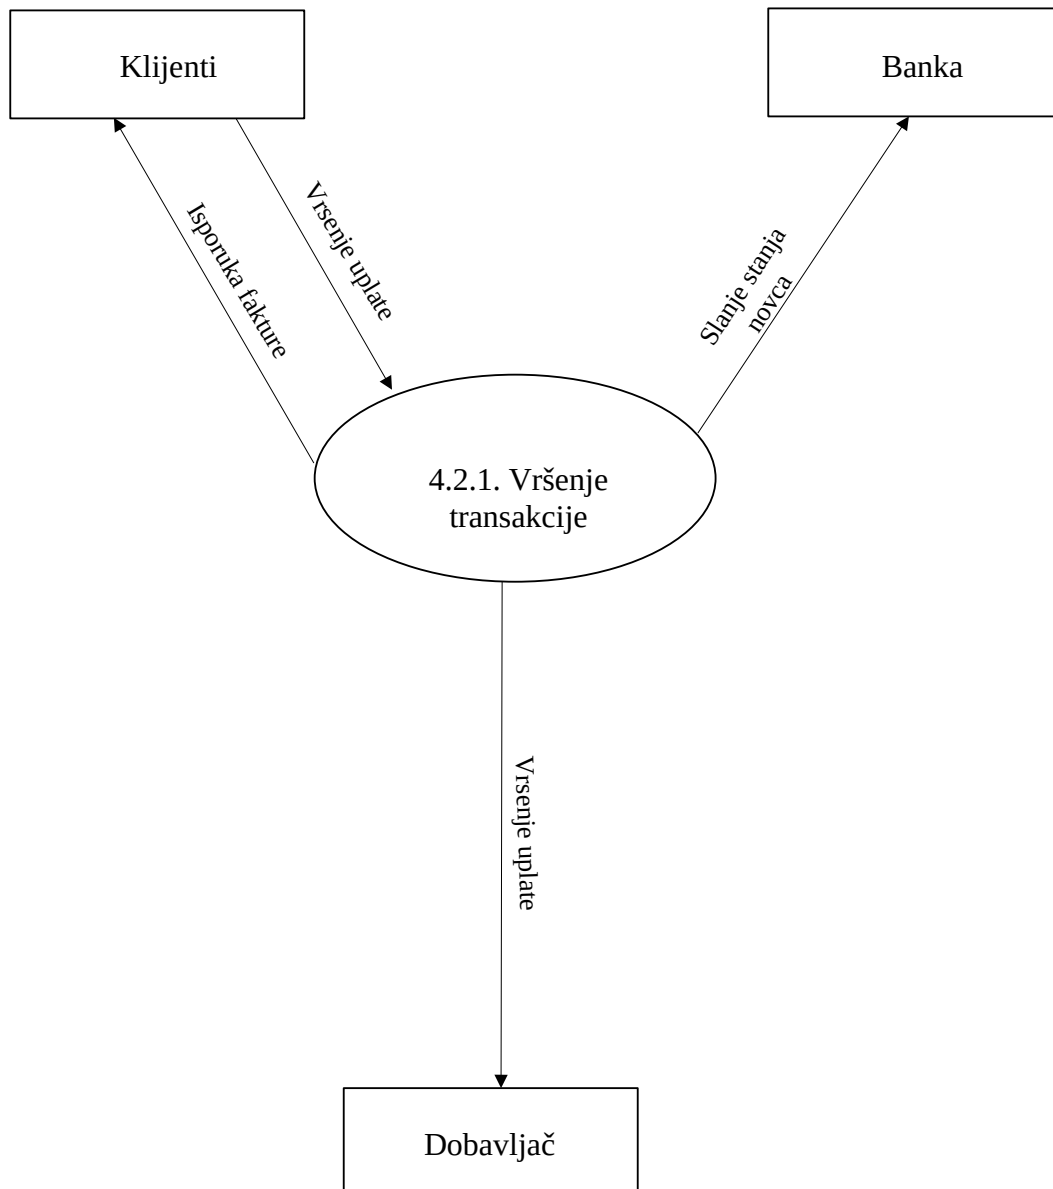 Klijenti
Banka
Isporuka fakture
Vrsenje uplate
Slanje stanja
novca
4.2.1. Vršenje
transakcije
Vrsenje uplate
Dobavljač